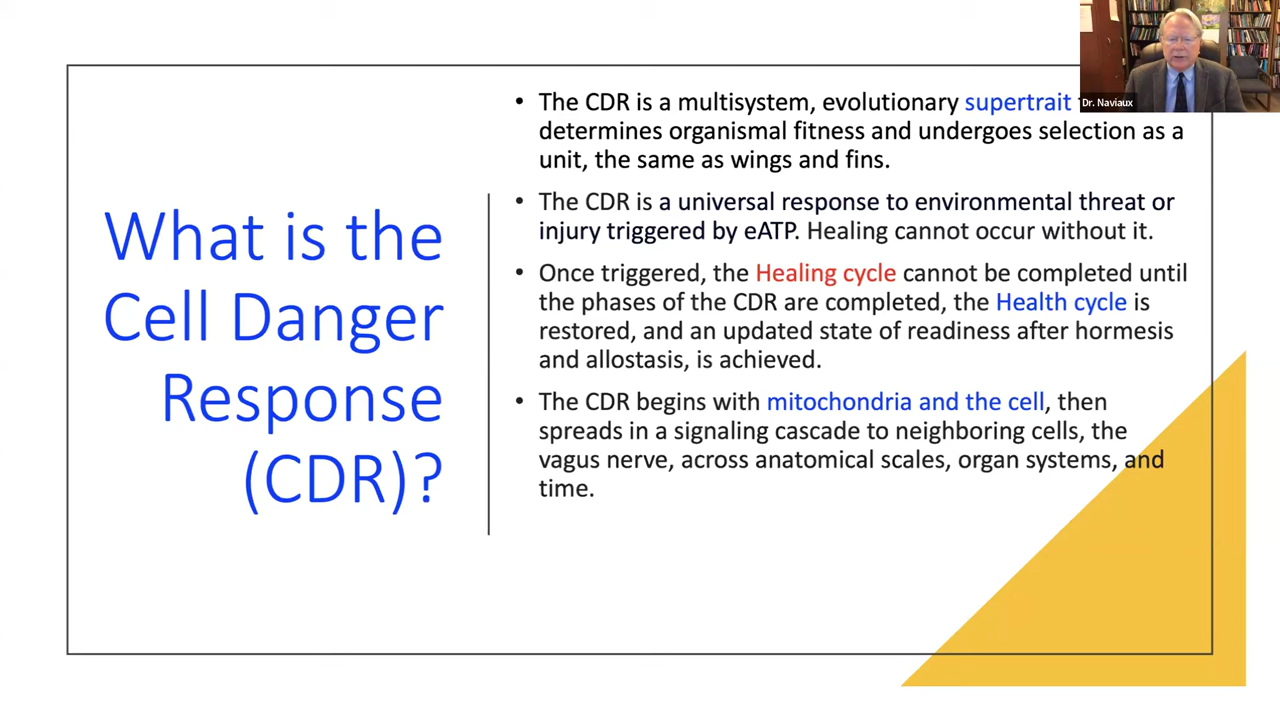 What is the
Cell Danger
Response
(CDR)?
• The CDR is a multisystem, evolutionary supertrait
determines organismal fitness and undergoes selection as a
unit, the same as wings and fins.
• The CDR is a universal response to environmental threat or
injury triggered by eATP. Healing cannot occur without it.
• Once triggered, the Healing cycle cannot be completed until
the phases of the CDR are completed, the Health cycle is
restored, and an updated state of readiness after hormesis
and allostasis, is achieved.
• The CDR begins with mitochondria and the cell, then
spreads in a signaling cascade to neighboring cells, the
vagus nerve, across anatomical scales, organ systems, and
time.
Dr. Naviaux